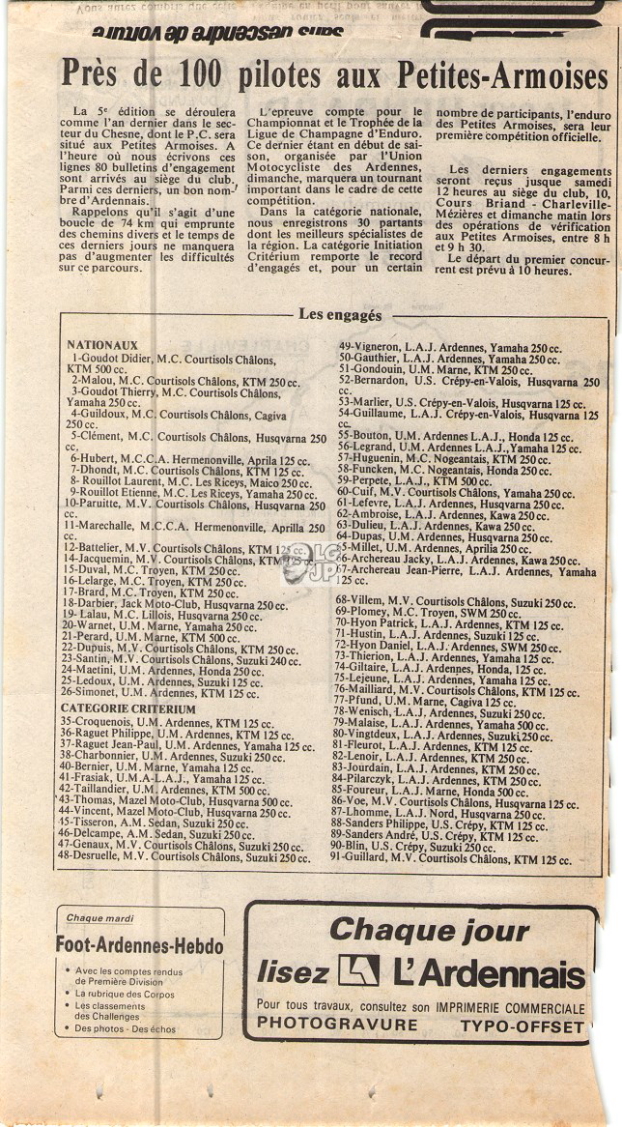 sans descendre de voiture
Près de 100 pilotes aux Petites-Armoises
La 5e édition se déroulera
comme l'an dernier dans le sec-
teur du Chesne, dont le P.C. sera
situé aux Petites Armoises. A
l'heure où nous écrivons ces
lignes 80 bulletins d'engagement
sont arrivés au siège du club.
Parmi ces derniers, un bon nom-
bre d'Ardennais.
Rappelons qu'il s'agit d'une
boucle de 74 km qui emprunte
des chemins divers et le temps de
ces derniers jours ne manquera
pas d'augmenter les difficultés
sur ce parcours.
L'epreuve compte pour le
Championnat et le Trophée de la
Ligue de Champagne d'Enduro.
Ce dernier étant en début de sai-
son, organisée par l'Union
Motocycliste des Ardennes,
dimanche, marquera un tournant
important dans le cadre de cette
compétition.
Dans la catégorie nationale,
nous enregistrons 30 partants
dont les meilleurs spécialistes de
la région. La catégorie Initiation
Critérium remporte le record
d'engagés et, pour un certain
nombre de participants, l'enduro
des Petites Armoises, sera leur
première compétition officielle.
Les derniers engagements
seront reçus jusque samedi
12 heures au siège du club, 10,
Cours Briand - Charleville-
Mézières et dimanche matin lors
des opérations de vérification
aux Petites Armoises, entre 8 h
et 9 h 30.
Le départ du premier concur-
rent est prévu à 10 heures.
Les engagés
NATIONAUX
1-Goudot Didier, M.C. Courtisols Châlons,
KTM 500 cc.
2-Malou, M.C. Courtisols Châlons, KTM 250 cc.
3-Goudot Thierry, M.C. Courtisols Châlons,
Yamaha 250 cc.
4-Guildoux, M.C. Courtisols Châlons, Cagiva
250 cc.
5-Clément, M.C. Courtisols Châlons, Husqvarna 250
cc.
6-Hubert, M.C.C.A. Hermenonville, Aprila 125 cc.
7-Dhondt, M.C. Courtisols Châlons, KTM 125 cc.
8- Rouillot Laurent, M.C. Les Riceys, Maico 250 cc.
9-Rouillot Etienne, M.C. Les Riceys, Yamaha 250 cc.
10-Paruitte, M.V. Courtisols Châlons, Husqvarna 250
cc.
11-Marechalle, M.C.C.A. Hermenonville, Aprilla 250
cc.
12-Battelier, M.V. Courtisols Châlons, KTM 125 cc.
14-Jacquemin, M.V. Courtisols Châlons, KTM 125 cc.
15-Duval, M.C. Troyen, KTM 250 cc.
16-Lelarge, M.C. Troyen, KTM 250 cc.
17-Brard, M.C. Troyen, KTM 250 cc.
18-Darbier, Jack Moto-Club, Husqvarna 250 cc.
19-Lalau, M.C. Lillois, Husqvarna 250 cc.
20-Warnet, U.M. Marne, Yamaha 250 cc.
21-Perard, U.M. Marne, KTM 500 cc.
22-Dupuis, M.V. Courtisols Châlons, KTM 250 cc.
23-Santin, M.V. Courtisols Châlons, Suzuki 240 cc.
24-Maetini, U.M. Ardennes, Honda 250 cc.
25-Ledoux, U.M. Ardennes, Suzuki 125 cc.
26-Simonet, U.M. Ardennes, KTM 125 cc.
CATEGORIE CRITERIUM
35-Croquenois, U.M. Ardennes, KTM 125 cc.
36-Raguet Philippe, U.M. Ardennes, KTM 125 cc.
37-Raguet Jean-Paul, U.M. Ardennes, Yamaha 125 cc.
38-Charbonnier, U.M. Ardennes, Suzuki 250 cc.
40-Bernier, U.M. Marne, Yamaha 125 cc.
41-Frasiak, U.M.A-L.A.J., Yamaha 125 cc.
42-Taillandier, U.M. Ardennes, KTM 500 cc.
43-Thomas, Mazel Moto-Club, Husqvarna 500 cc.
44-Vincent, Mazel Moto-Club, Husqvarna 250 cc.
45-Tisseron, A.M. Sedan, Suzuki 250 cc.
46-Delcampe, A.M. Sedan, Suzuki 250 cc.
47-Genaux, M.V. Courtisols Châlons, Suzuki 250 cc.
48-Desruelle, M.V. Courtisols Châlons, Suzuki 250 cc.
49-Vigneron, L.A.J. Ardennes, Yamaha 250 cc.
50-Gauthier, L.A.J. Ardennes, Yamaha 250 cc.
51-Gondouin, U.M. Marne, KTM 250 cc.
52-Bernardon, U.S. Crépy-en-Valois, Husqvarna 250
cc.
53-Marlier, U.S. Crépy-en-Valois, Husqvarna 250 cc.
54-Guillaume, L.A.J. Crépy-en-Valois, Husqvarna 125
cc.
55-Bouton, U.M. Ardennes L.A.J., Honda 125 cc.
56-Legrand, U.M. Ardennes L.A.J., Yamaha 125 cc.
57-Huguenin, M.C. Nogeantais, KTM 250 cc.
58-Funcken, M.C. Nogeantais, Honda 250 cc.
59-Perpete, L.A.J., KTM 500 cc.
60-Cuif, M.V. Courtisols Châlons, Yamaha 250 cc.
61-Lefevre, L.A.J. Ardennes, Husqvarna 250 cc.
62-Ambroise, L.A.J. Ardennes, Kawa 250 cc.
63-Dulieu, L.A.J. Ardennes, Kawa 250 cc.
64-Dupas, U.M. Ardennes, Husqvarna 250 cc.
65-Millet, U.M. Ardennes, Aprilia 250 cc.
66-Archereau Jacky, L.A.J. Ardennes, Kawa 250 cc.
67-Archereau Jean-Pierre, L.A.J. Ardennes, Yamaha
125 cc.
68-Villem, M.V. Courtisols Châlons, Suzuki 250 cc.
69-Plomey, M.C. Troyen, SWM 250 cc.
70-Hyon Patrick, L.A.J. Ardennes, KTM 125 cc.
71-Hustin, L.A.J. Ardennes, Suzuki 125 cc.
72-Hyon Daniel, L.A.J. Ardennes, SWM 250 cc.
73-Thierion, L.A.J. Ardennes, Yamaha 125 cc.
74-Giltaire, L.A.J. Ardennes, Honda, 125 cc.
75-Lejeune, L.A.J. Ardennes, Yamaha 125 cc.
76-Mailliard, M.V. Courtisols Châlons, KTM 125 cc.
77-Pfund, U.M. Marne, Cagiva 125 cc.
78-Wenisch, L.A.J. Ardennes, Suzuki 250 cc.
79-Malaise, L.A.J. Ardennes, Yamaha 500 cc.
80-Vingtdeux, L.A.J. Ardennes, Suzuki 250 cc.
81-Fleurot, L.A.J. Ardennes, KTM 125 cc.
82-Lenoir, L.A.J. Ardennes, KTM 250 cc.
83-Jourdain, L.A.J. Ardennes, KTM 250 cc.
84-Pilarczyk, L.A.J. Ardennes, KTM 250 cc.
85-Foureur, L.A.J. Marne, Honda 500 cc.
86-Voe, M.V. Courtisols Châlons, Husqvarna 125 cc.
87-Lhomme, L.A.J. Nord, Husqvarna 250 cc.
88-Sanders Philippe, U.S. Crépy, KTM 125 cc.
89-Sanders André, U.S. Crépy, KTM 125 cc.
90-Blin, U.S. Crépy, Suzuki 250 cc.
91-Guillard, M.V. Courtisols Châlons, KTM 125 cc.
LG
JP
Chaque mardi
Foot-Ardennes-Hebdo
• Avec les comptes rendus
de Première Division
• La rubrique des Corpos
• Les classements
des Challenges
• Des photos - Des échos
Chaque jour
lisez L'Ardennais
Pour tous travaux, consultez son IMPRIMERIE COMMERCIALE
PHOTOGRAVURE TYPO-OFFSET